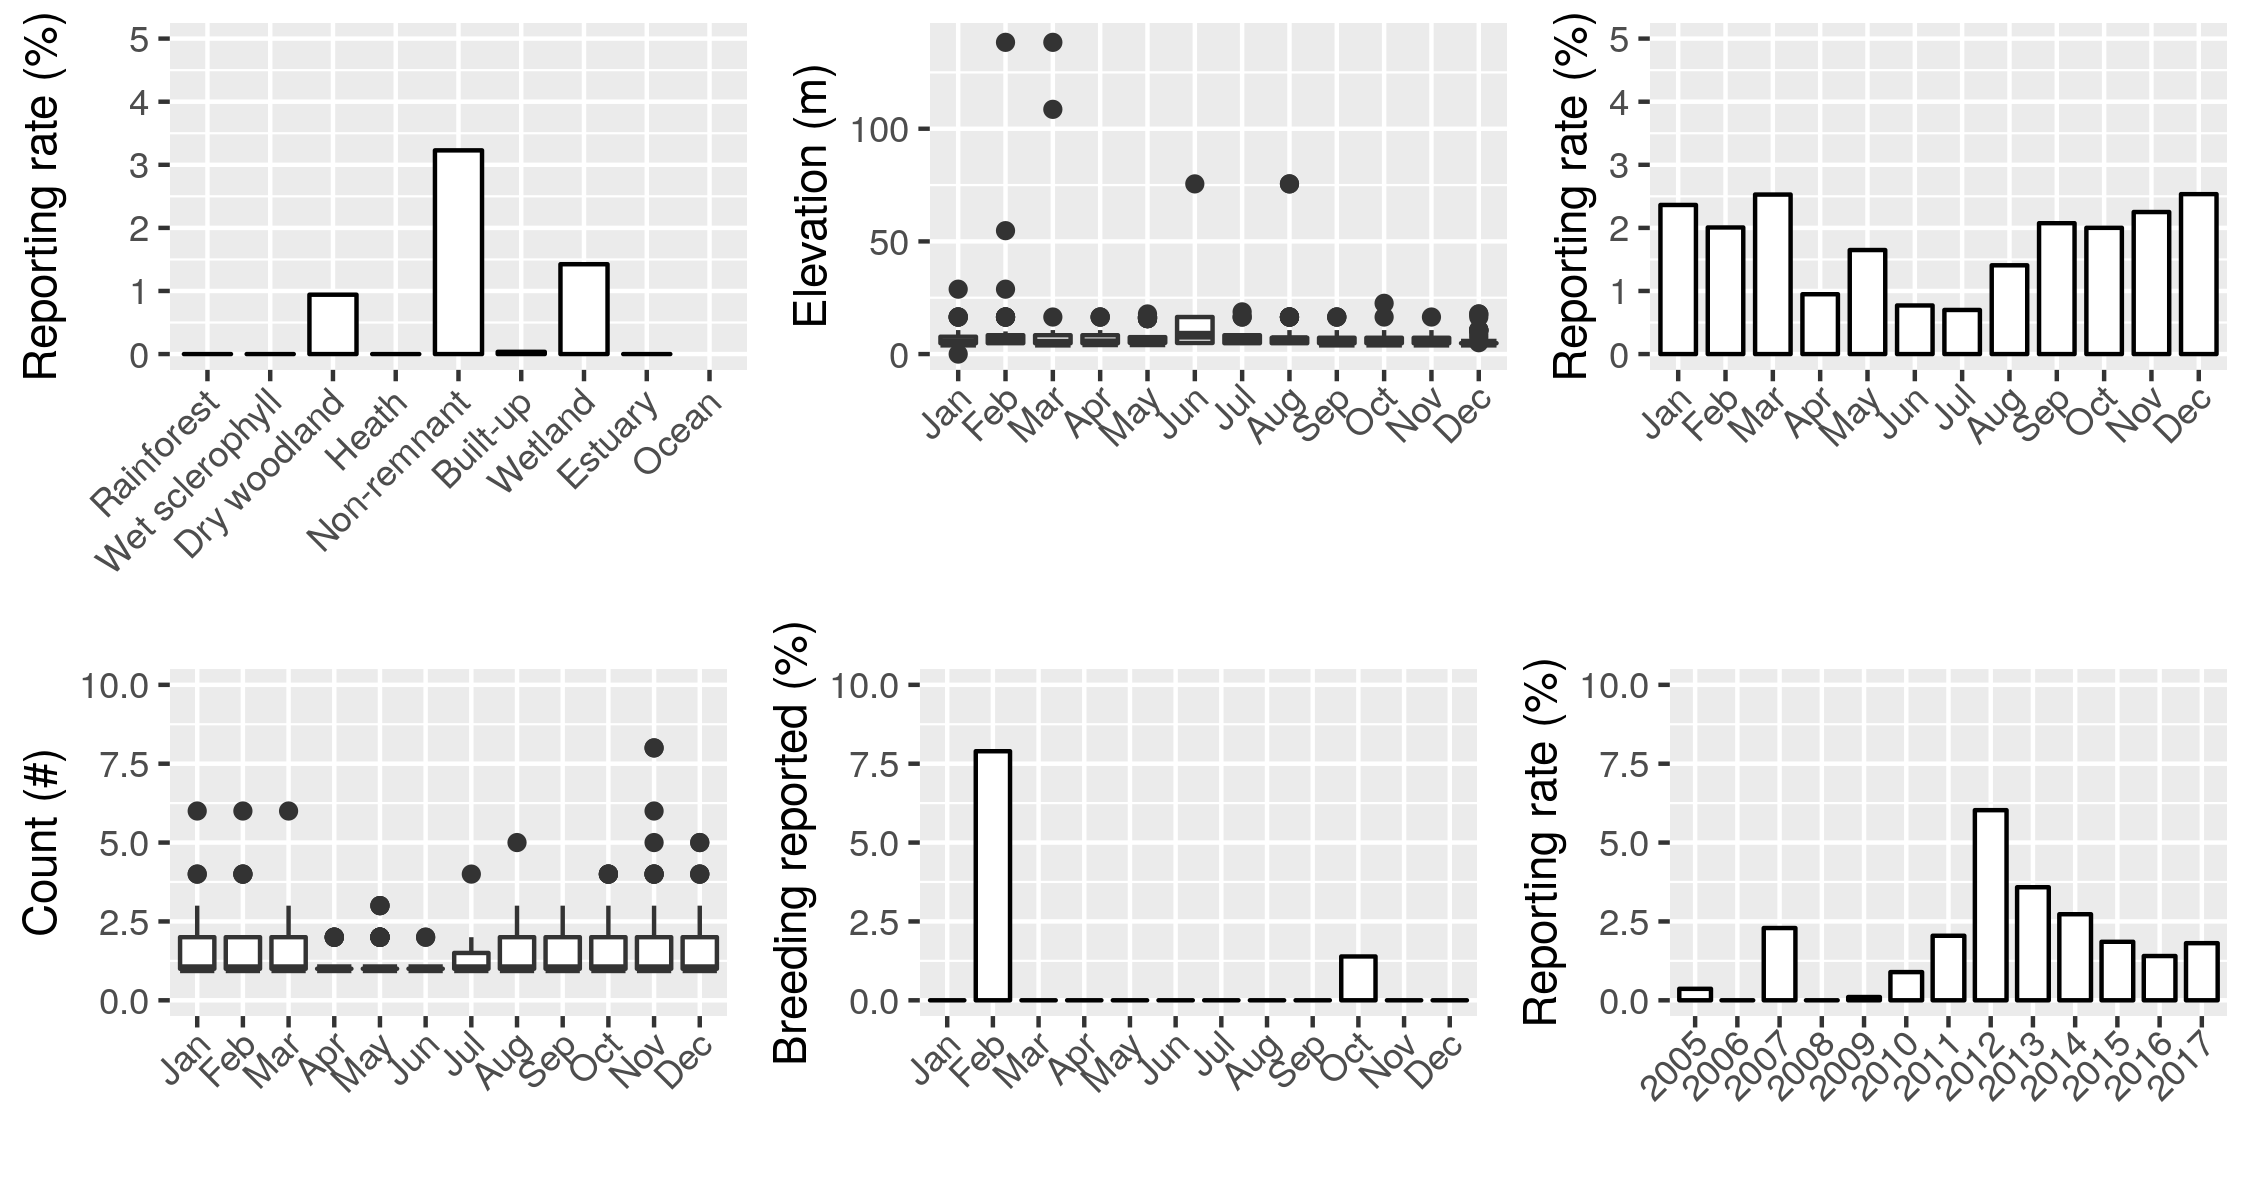 Reporting rate (%)
5
4
3
2
1
0
Rainforest
Wet sclerophyll
Dry woodland
Heath
Non-remnant
Built-up
Wetland
Estuary
Ocean
Elevation (m)
100
50
0
Jan
Feb
Mar
Apr
May
Jun
Jul
Aug
Sep
Oct
Nov
Dec
Reporting rate (%)
5
4
3
2
1
0
Jan
Feb
Mar
Apr
May
Jun
Jul
Aug
Sep
Oct
Nov
Dec
Count (#)
10.0
7.5
5.0
2.5
0.0
Jan
Feb
Mar
Apr
May
Jun
Jul
Aug
Sep
Oct
Nov
Dec
Breeding reported (%)
10.0
7.5
5.0
2.5
0.0
Jan
Feb
Mar
Apr
May
Jun
Jul
Aug
Sep
Oct
Nov
Dec
Reporting rate (%)
10.0
7.5
5.0
2.5
0.0
2005
2006
2007
2008
2009
2010
2011
2012
2013
2014
2015
2016
2017